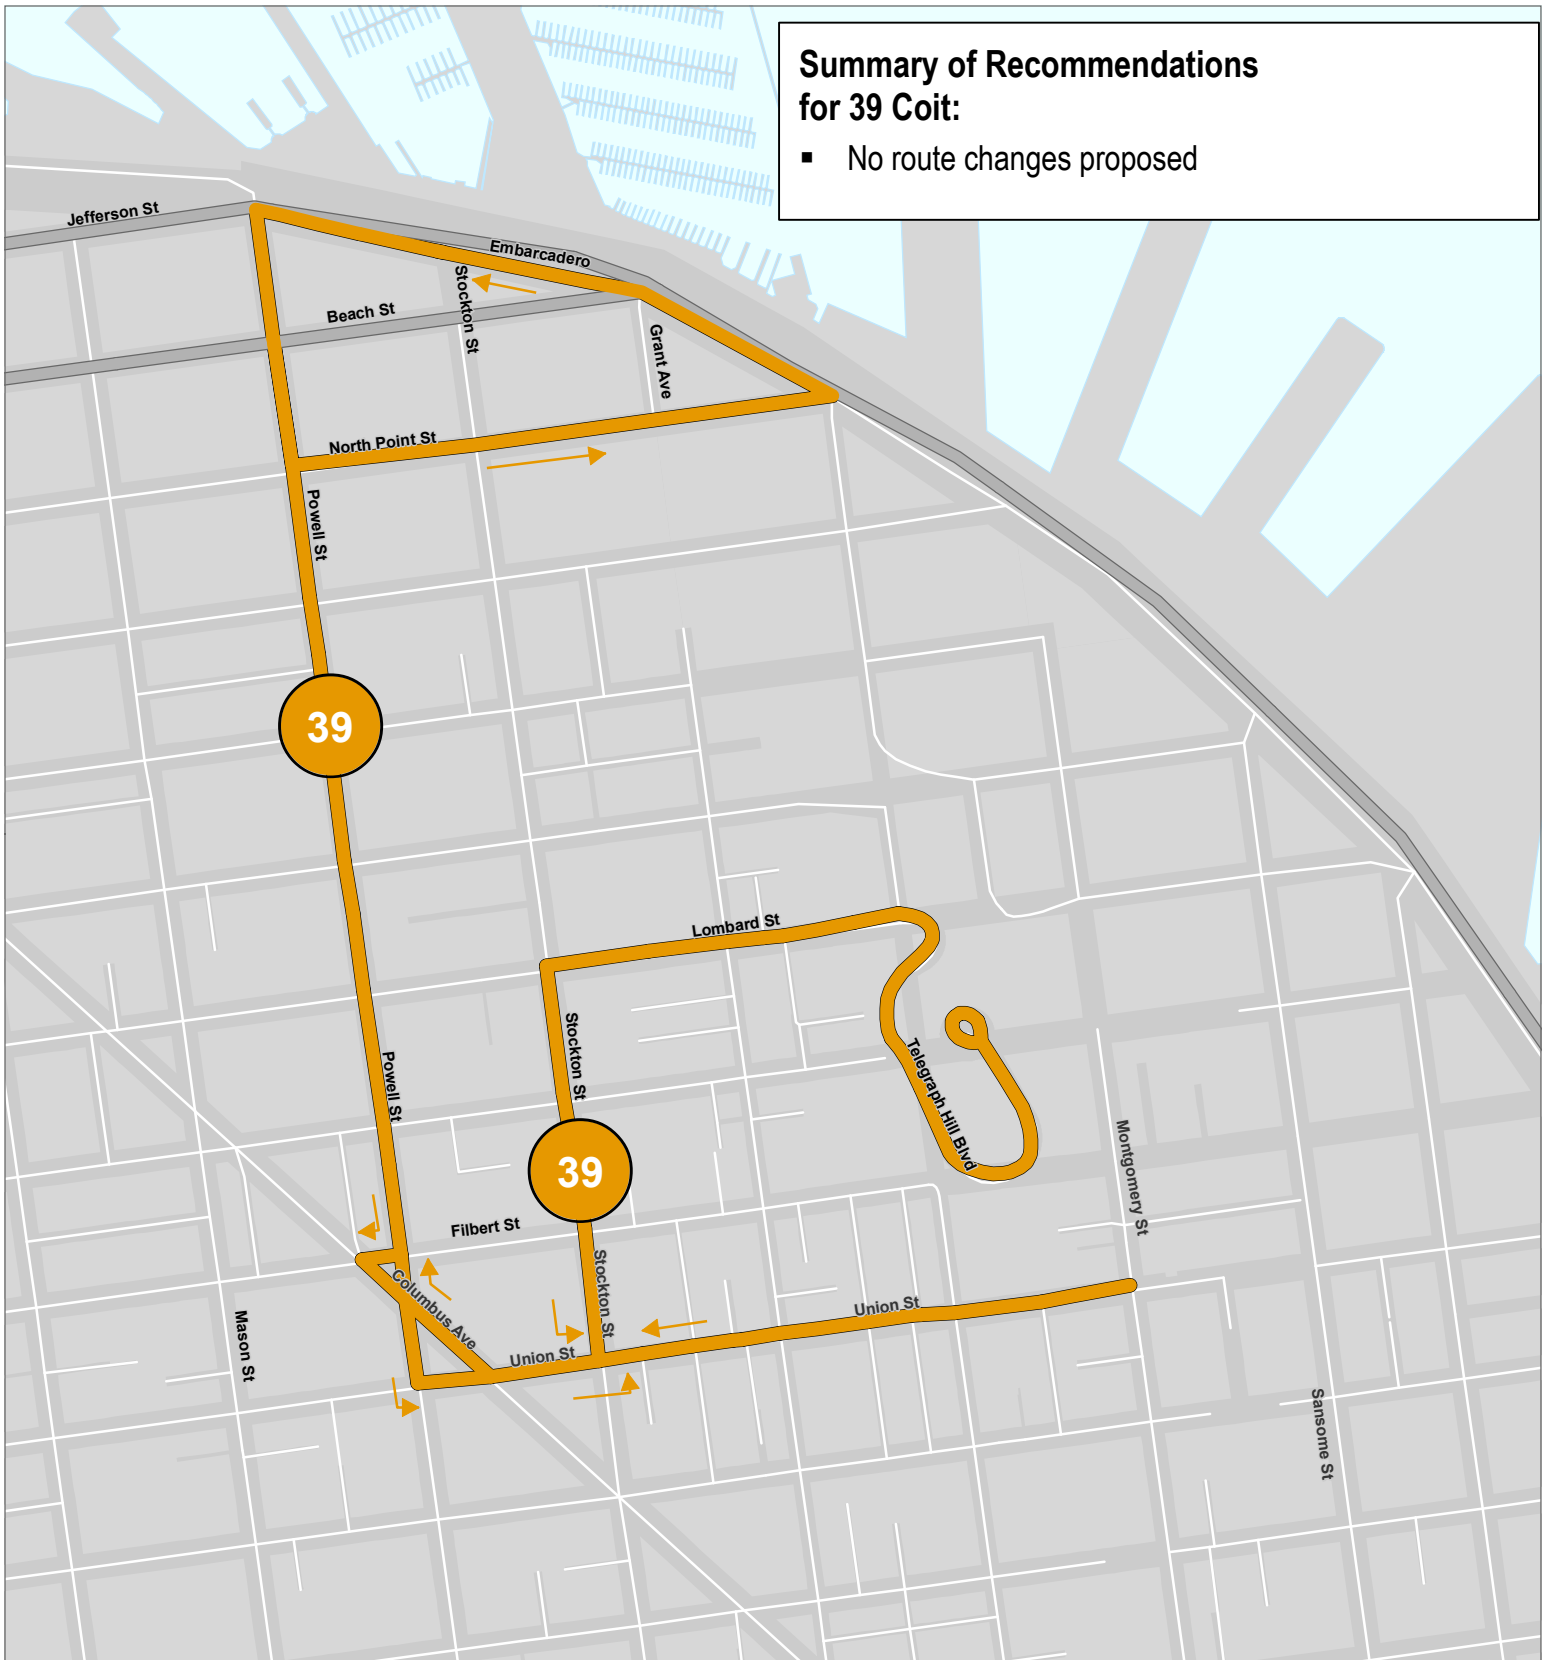 Summary of Recommendations
for 39 Coit:
▪ No route changes proposed
Jefferson St
Embarcadero
Stockton St
Beach St
Grant Ave
North Point St
Powell St
39
Lombard St
Stockton St
Telegraph Hill Blvd
Powell St
39
Montgomery St
Filbert St
Stockton St
Columbus Ave
Union St
Union St
Mason St
Sansome St